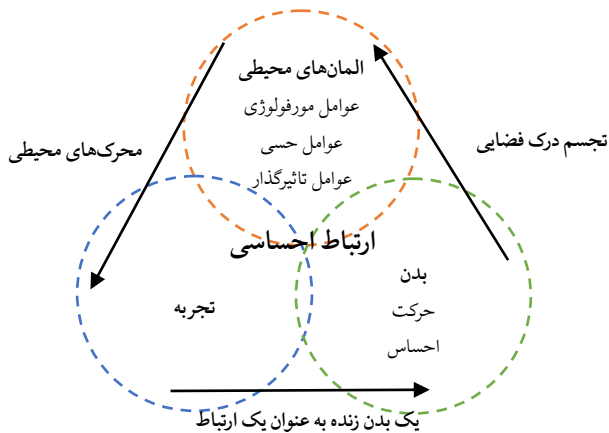 المان‌های محیطی
عوامل مورفولوژی
عوامل حسی
عوامل تاثیرگذار
تجسم درک فضایی
محرک‌های محیطی
ارتباط احساسی
بدن
حرکت
احساس
تجربه
یک بدن زنده به عنوان یک ارتباط